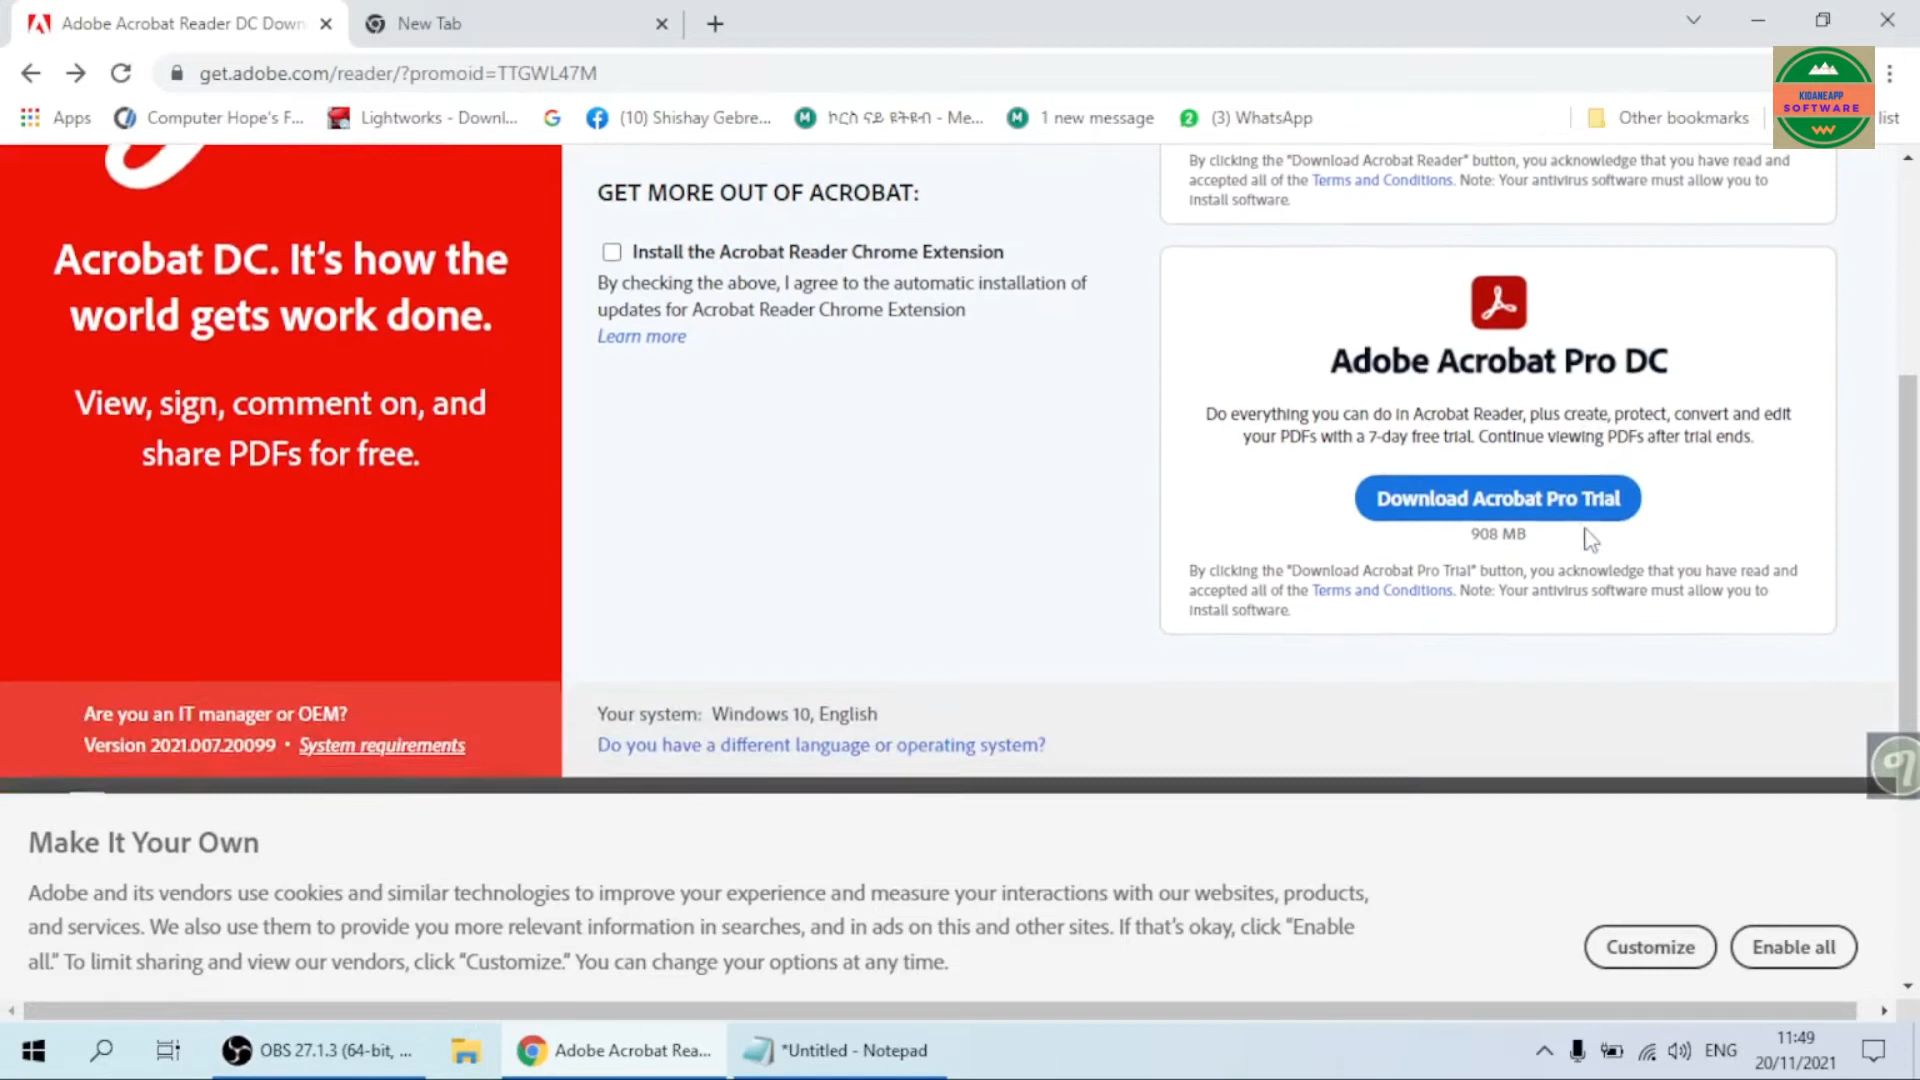 Adobe Acrobat Reader DC Down
New Tab
get.adobe.com/reader/?promoid=TTGWL47M
KIDANEAPP
SOFTWARE
Apps
Computer Hope's F...
Lightworks - Downl...
(10) Shishay Gebre...
ኮርስ ናይ ዩትዩብ - Me...
1 new message
(3) WhatsApp
Other bookmarks
list
By clicking the "Download Acrobat Reader" button, you acknowledge that you have read and
accepted all of the Terms and Conditions. Note: Your antivirus software must allow you to
install software.
GET MORE OUT OF ACROBAT:
Install the Acrobat Reader Chrome Extension
By checking the above, I agree to the automatic installation of
updates for Acrobat Reader Chrome Extension
Learn more
Acrobat DC. It's how the
world gets work done.
View, sign, comment on, and
share PDFs for free.
Adobe Acrobat Pro DC
Do everything you can do in Acrobat Reader, plus create, protect, convert and edit
your PDFs with a 7-day free trial. Continue viewing PDFs after trial ends.
Download Acrobat Pro Trial
908 MB
By clicking the "Download Acrobat Pro Trial" button, you acknowledge that you have read and
accepted all of the Terms and Conditions. Note: Your antivirus software must allow you to
install software.
Are you an IT manager or OEM?
Version 2021.007.20099 • System requirements
Your system: Windows 10, English
Do you have a different language or operating system?
Make It Your Own
Adobe and its vendors use cookies and similar technologies to improve your experience and measure your interactions with our websites, products,
and services. We also use them to provide you more relevant information in searches, and in ads on this and other sites. If that's okay, click "Enable
all." To limit sharing and view our vendors, click "Customize." You can change your options at any time.
Customize
Enable all
OBS 27.1.3 (64-bit, ...
Adobe Acrobat Rea...
*Untitled - Notepad
ENG
11:49
20/11/2021